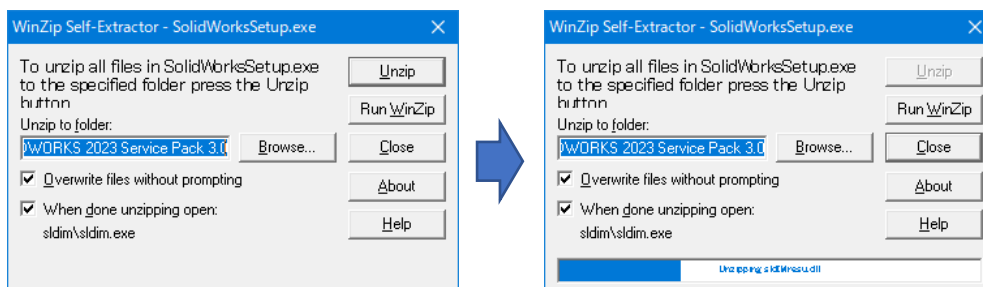 WinZip Self-Extractor - SolidWorksSetup.exe
To unzip all files in SolidWorksSetup.exe
to the specified folder press the Unzip
button
Unzip to folder:
WORKS 2023 Service Pack 3.0
Browse...
Overwrite files without prompting
When done unzipping open:
sldim\sldim.exe
Unzip
Run WinZip
Close
About
Help
WinZip Self-Extractor - SolidWorksSetup.exe
To unzip all files in SolidWorksSetup.exe
to the specified folder press the Unzip
button
Unzip to folder:
WORKS 2023 Service Pack 3.0
Browse...
Overwrite files without prompting
When done unzipping open:
sldim\sldim.exe
Unzip
Run WinZip
Close
About
Help
Unzipping sldIMresu.dll